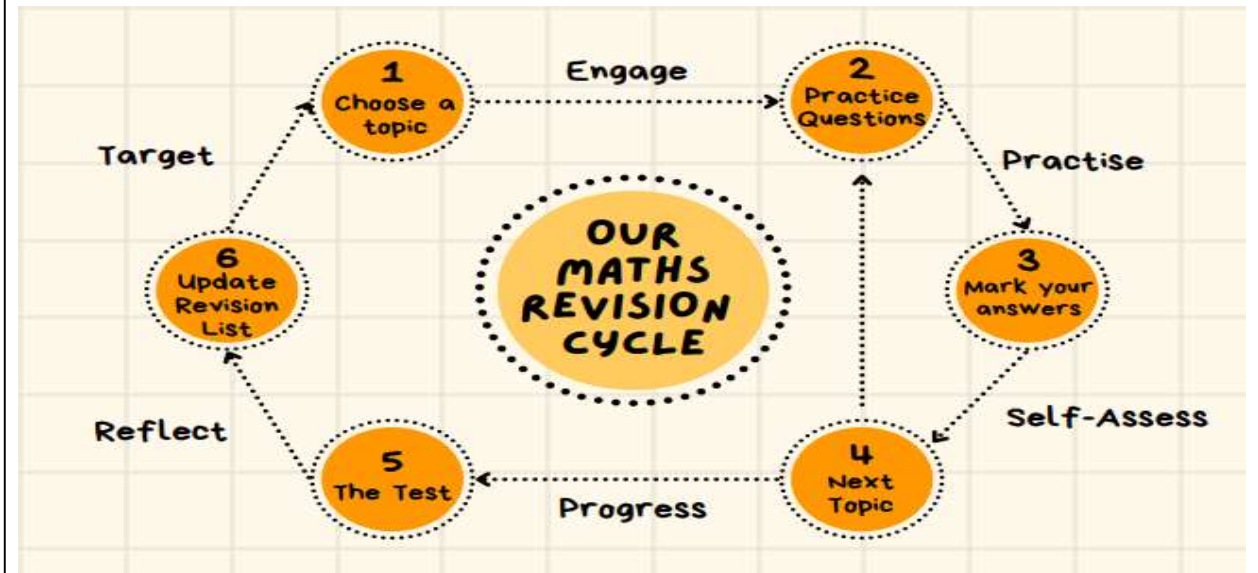 1
Choose a
topic
Engage
2
Practice
Questions
Practise
3
Mark your
answers
Self-Assess
4
Next
Topic
Progress
5
The Test
Reflect
6
Update
Revision
List
Target
OUR
MATHS
REVISION
CYCLE